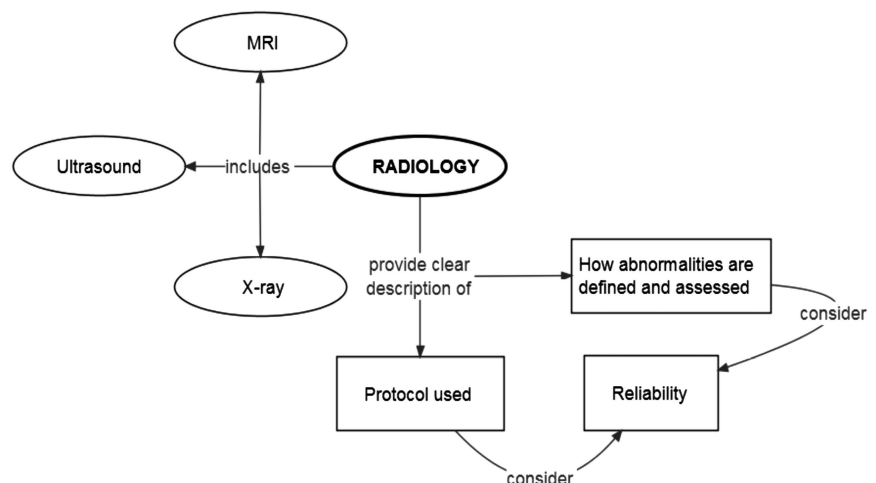 MRI
Ultrasound
includes
RADIOLOGY
X-ray
provide clear
description of
How abnormalities are
defined and assessed
consider
Protocol used
Reliability
consider